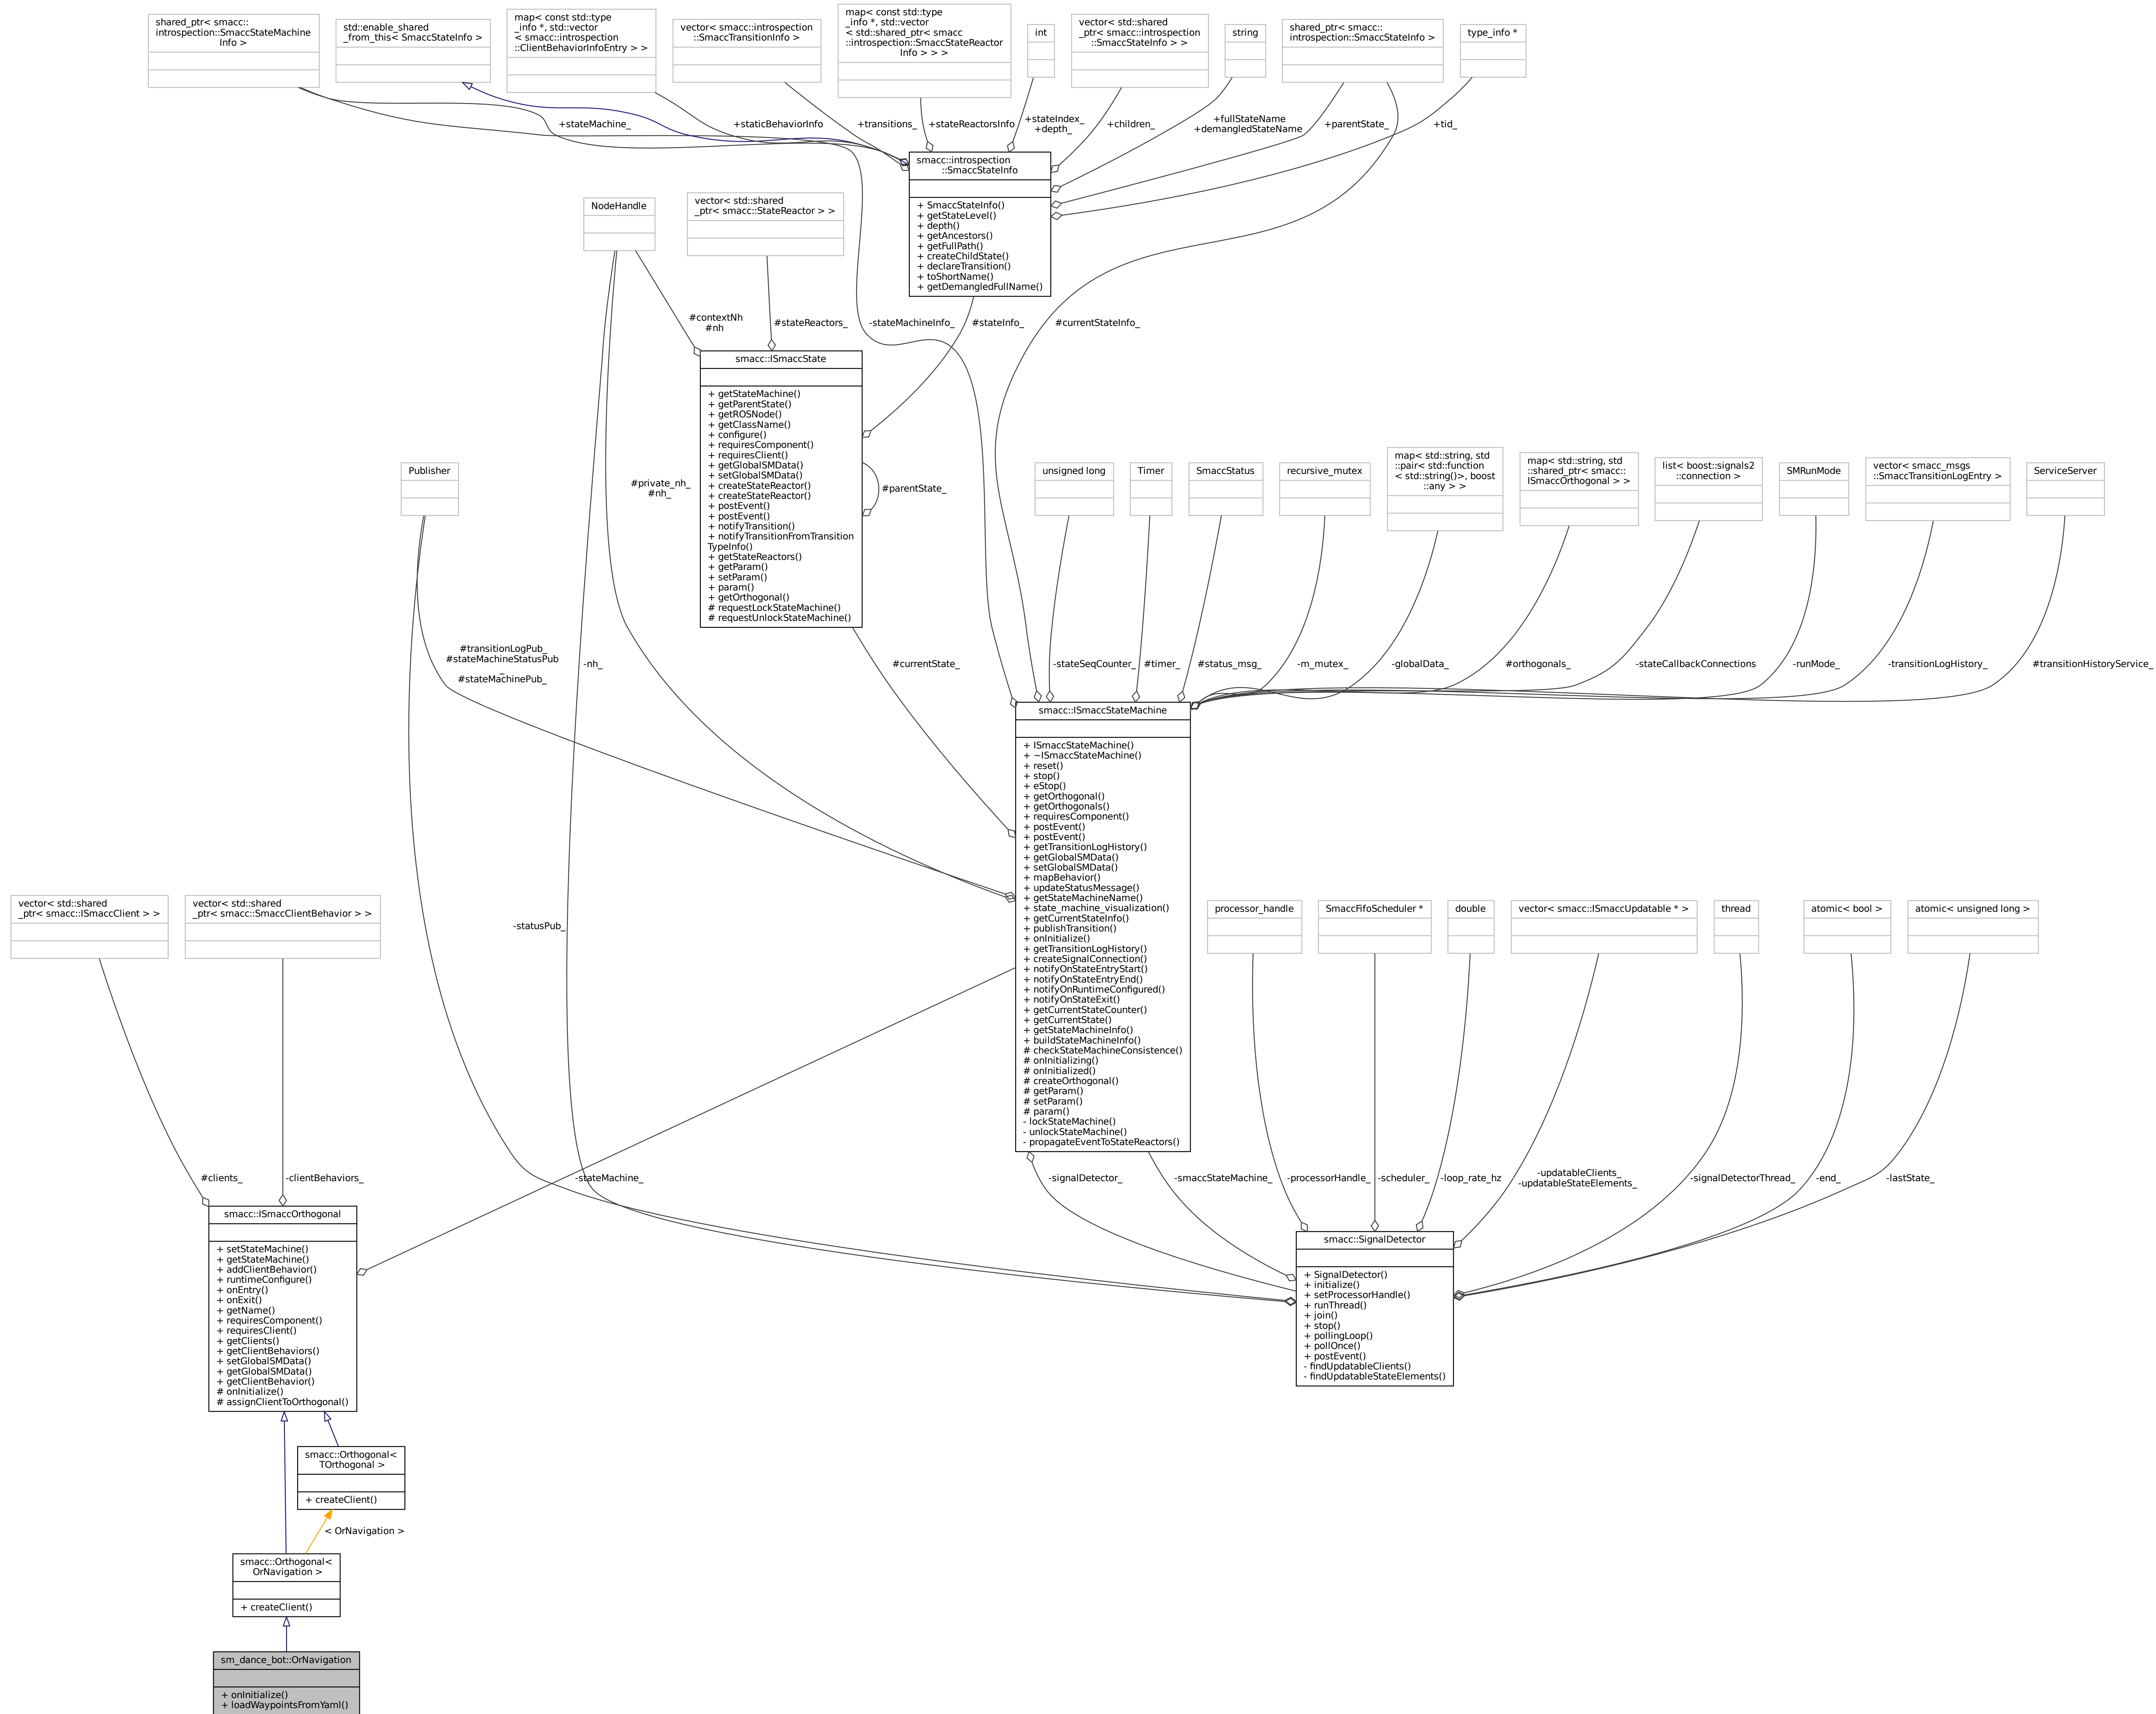 shared_ptr< smacc::
introspection::SmaccStateMachine
Info >
std::enable_shared
_from_this< SmaccStateInfo >
map< const std::type
_info *, std::vector
< smacc::introspection
::ClientBehaviorInfoEntry > >
vector< smacc::introspection
::SmaccTransitionInfo >
map< const std::type
_info *, std::vector
< std::shared_ptr< smacc
::introspection::SmaccStateReactor
Info > > >
int
vector< std::shared
_ptr< smacc::introspection
::SmaccStateInfo > >
string
shared_ptr< smacc::
introspection::SmaccStateInfo >
type_info *
+stateMachine_
+staticBehaviorInfo
+transitions_
+stateReactorsInfo
+stateIndex_
+depth_
+children_
+fullStateName
+demangledStateName
+parentState_
+tid_
smacc::introspection
::SmaccStateInfo
+ SmaccStateInfo()
+ getStateLevel()
+ depth()
+ getAncestors()
+ getFullPath()
+ createChildState()
+ declareTransition()
+ toShortName()
+ getDemangledFullName()
NodeHandle
vector< std::shared
_ptr< smacc::StateReactor > >
#contextNh
#nh
#stateReactors_
-stateMachineInfo_
#stateInfo_
#currentStateInfo_
smacc::ISmaccState
+ getStateMachine()
+ getParentState()
+ getROSNode()
+ getClassName()
+ configure()
+ requiresComponent()
+ requiresClient()
+ getGlobalSMData()
+ setGlobalSMData()
+ createStateReactor()
+ createStateReactor()
+ postEvent()
+ postEvent()
+ notifyTransition()
+ notifyTransitionFromTransition
TypeInfo()
+ getStateReactors()
+ getParam()
+ setParam()
+ param()
+ getOrthogonal()
# requestLockStateMachine()
# requestUnlockStateMachine()
#parentState_
#private_nh_
#nh_
Publisher
unsigned long
Timer
SmaccStatus
recursive_mutex
map< std::string, std
::pair< std::function
< std::string()>, boost
::any > >
map< std::string, std
::shared_ptr< smacc::
ISmaccOrthogonal > >
list< boost::signals2
::connection >
SMRunMode
vector< smacc_msgs
::SmaccTransitionLogEntry >
ServiceServer
#transitionLogPub_
#stateMachineStatusPub
_
#stateMachinePub_
-nh_
#currentState_
-stateSeqCounter_
#timer_
#status_msg_
-m_mutex_
-globalData_
#orthogonals_
-stateCallbackConnections
-runMode_
-transitionLogHistory_
#transitionHistoryService_
smacc::ISmaccStateMachine
+ ISmaccStateMachine()
+ ~ISmaccStateMachine()
+ reset()
+ stop()
+ eStop()
+ getOrthogonal()
+ getOrthogonals()
+ requiresComponent()
+ postEvent()
+ postEvent()
+ getTransitionLogHistory()
+ getGlobalSMData()
+ setGlobalSMData()
+ mapBehavior()
+ updateStatusMessage()
+ getStateMachineName()
+ state_machine_visualization()
+ getCurrentStateInfo()
+ publishTransition()
+ onInitialize()
+ getTransitionLogHistory()
+ createSignalConnection()
+ notifyOnStateEntryStart()
+ notifyOnStateEntryEnd()
+ notifyOnRuntimeConfigured()
+ notifyOnStateExit()
+ getCurrentStateCounter()
+ getCurrentState()
+ getStateMachineInfo()
+ buildStateMachineInfo()
# checkStateMachineConsistence()
# onInitializing()
# onInitialized()
# createOrthogonal()
# getParam()
# setParam()
# param()
- lockStateMachine()
- unlockStateMachine()
- propagateEventToStateReactors()
vector< std::shared
_ptr< smacc::ISmaccClient > >
vector< std::shared
_ptr< smacc::SmaccClientBehavior > >
-statusPub_
processor_handle
SmaccFifoScheduler *
double
vector< smacc::ISmaccUpdatable * >
thread
atomic< bool >
atomic< unsigned long >
#clients_
-clientBehaviors_
-stateMachine_
-signalDetector_
-smaccStateMachine_
-processorHandle_
-scheduler_
-loop_rate_hz
-updatableClients_
-updatableStateElements_
-signalDetectorThread_
-end_
-lastState_
smacc::ISmaccOrthogonal
+ setStateMachine()
+ getStateMachine()
+ addClientBehavior()
+ runtimeConfigure()
+ onEntry()
+ onExit()
+ getName()
+ requiresComponent()
+ requiresClient()
+ getClients()
+ getClientBehaviors()
+ setGlobalSMData()
+ getGlobalSMData()
+ getClientBehavior()
# onInitialize()
# assignClientToOrthogonal()
smacc::SignalDetector
+ SignalDetector()
+ initialize()
+ setProcessorHandle()
+ runThread()
+ join()
+ stop()
+ pollingLoop()
+ pollOnce()
+ postEvent()
- findUpdatableClients()
- findUpdatableStateElements()
smacc::Orthogonal<
TOrthogonal >
+ createClient()
< OrNavigation >
smacc::Orthogonal<
OrNavigation >
+ createClient()
sm_dance_bot::OrNavigation
+ onInitialize()
+ loadWaypointsFromYaml()